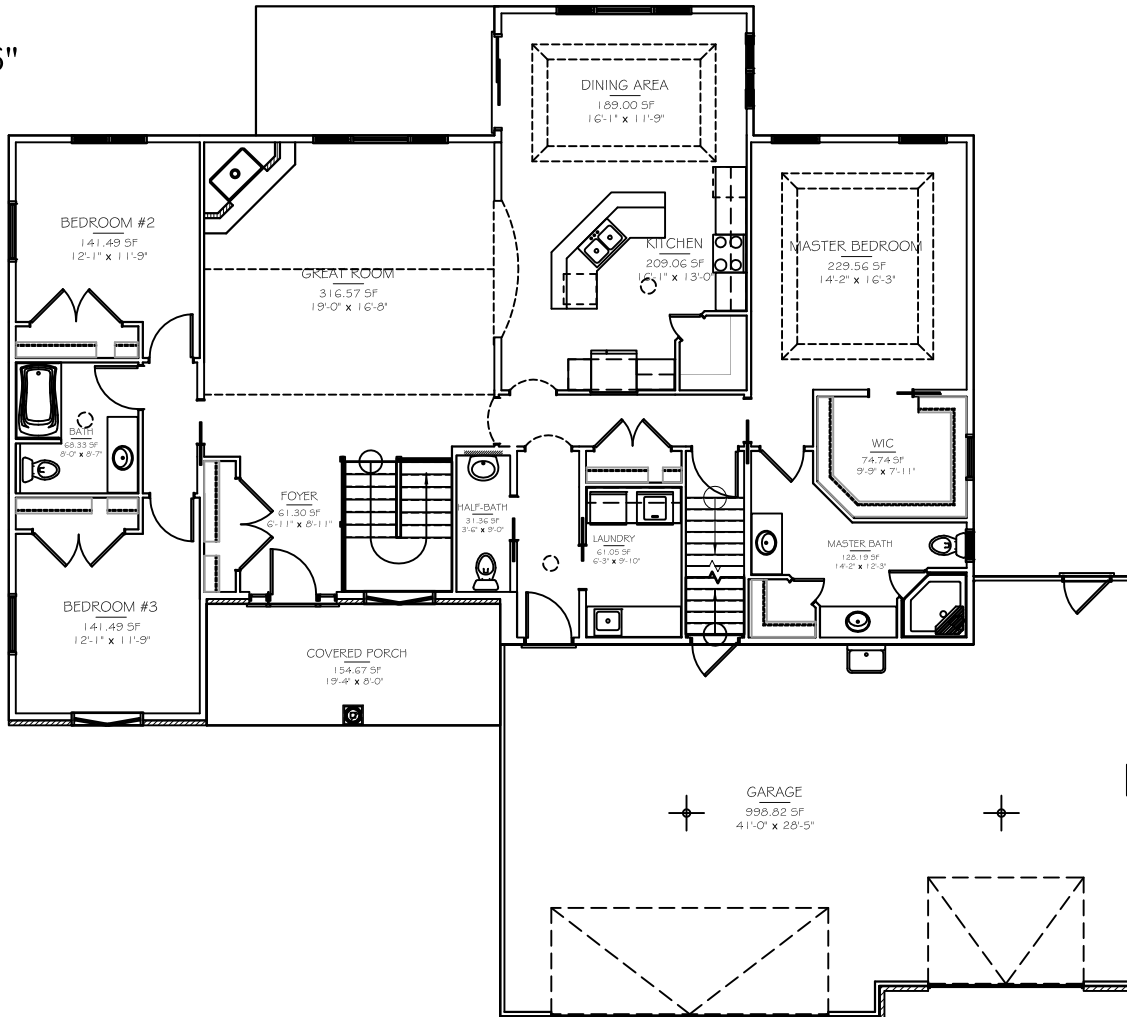 6"
DINING AREA
189.00 SF
16'-1" x 11'-9"
BEDROOM #2
141.49 SF
12'-1" x 11'-9"
GREAT ROOM
316.57 SF
19'-0" x 16'-8"
KITCHEN
209.06 SF
16'-1" x 13'-0"
MASTER BEDROOM
229.56 SF
14'-2" x 16'-3"
BATH
68.33 SF
8'-0" x 8'-7"
WIC
74.74 SF
9'-9" x 7'-11"
FOYER
61.30 SF
6'-11" x 8'-11"
HALF-BATH
31.36 SF
3'-6" x 9'-0"
LAUNDRY
61.05 SF
6'-3" x 9'-10"
MASTER BATH
128.19 SF
14'-2" x 12'-3"
BEDROOM #3
141.49 SF
12'-1" x 11'-9"
COVERED PORCH
154.67 SF
19'-4" x 8'-0"
GARAGE
998.82 SF
41'-0" x 28'-5"